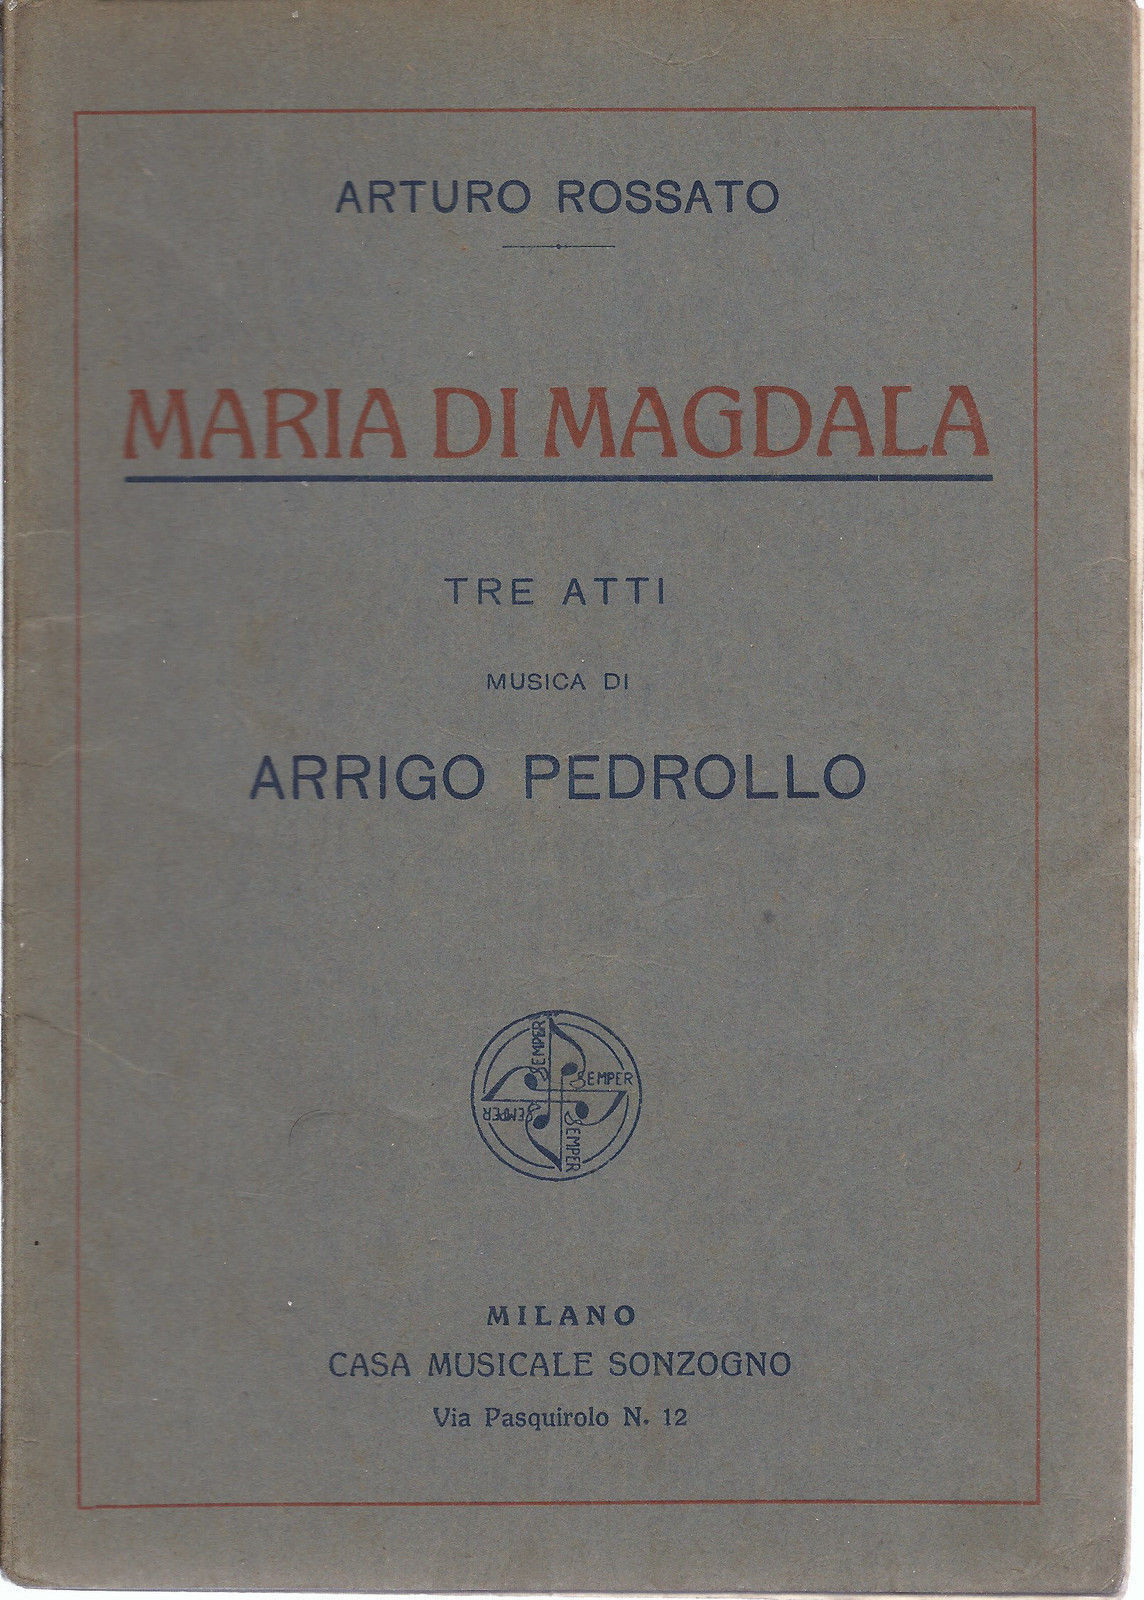 ARTURO ROSSATO
MARIA DI MAGDALA
TRE ATTI
MUSICA DI
ARRIGO PEDROLLO
SEMPER
SEMPER
SEMPER
SEMPER
MILANO
CASA MUSICALE SONZOGNO
Via Pasquirolo N. 12